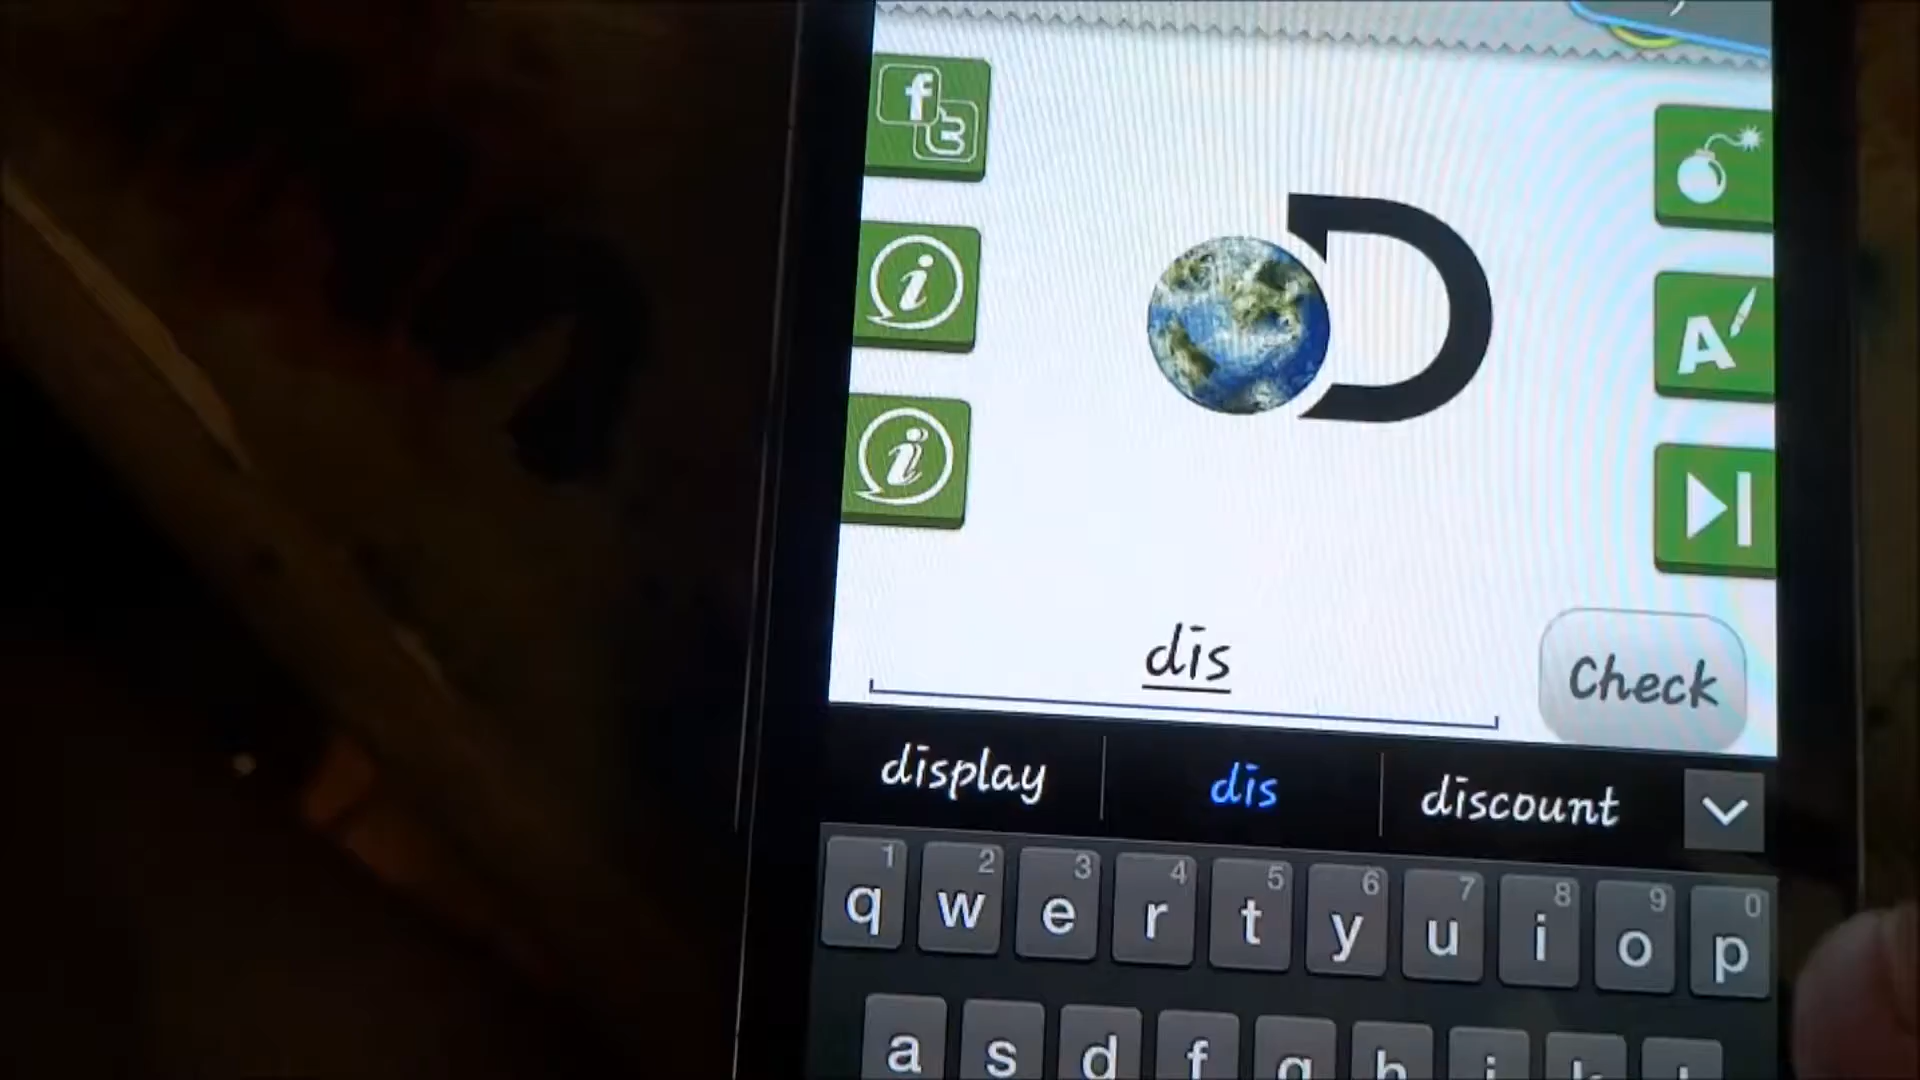 f
t
i
i
A
D
dis
Check
display dis discount
1 2 3 4 5 6 7 8 9 0
q w e r t y u i o p
a s d f g h j k l